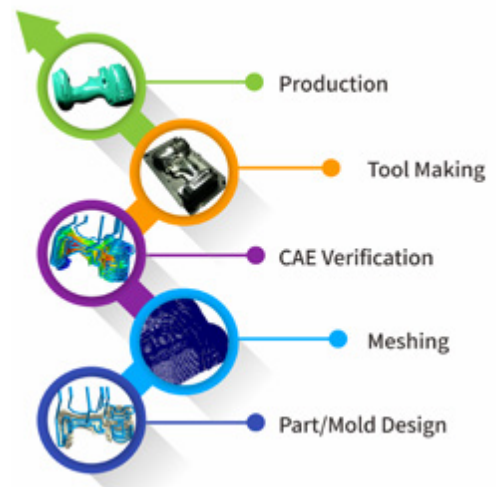 Production
Tool Making
CAE Verification
Meshing
Part/Mold Design